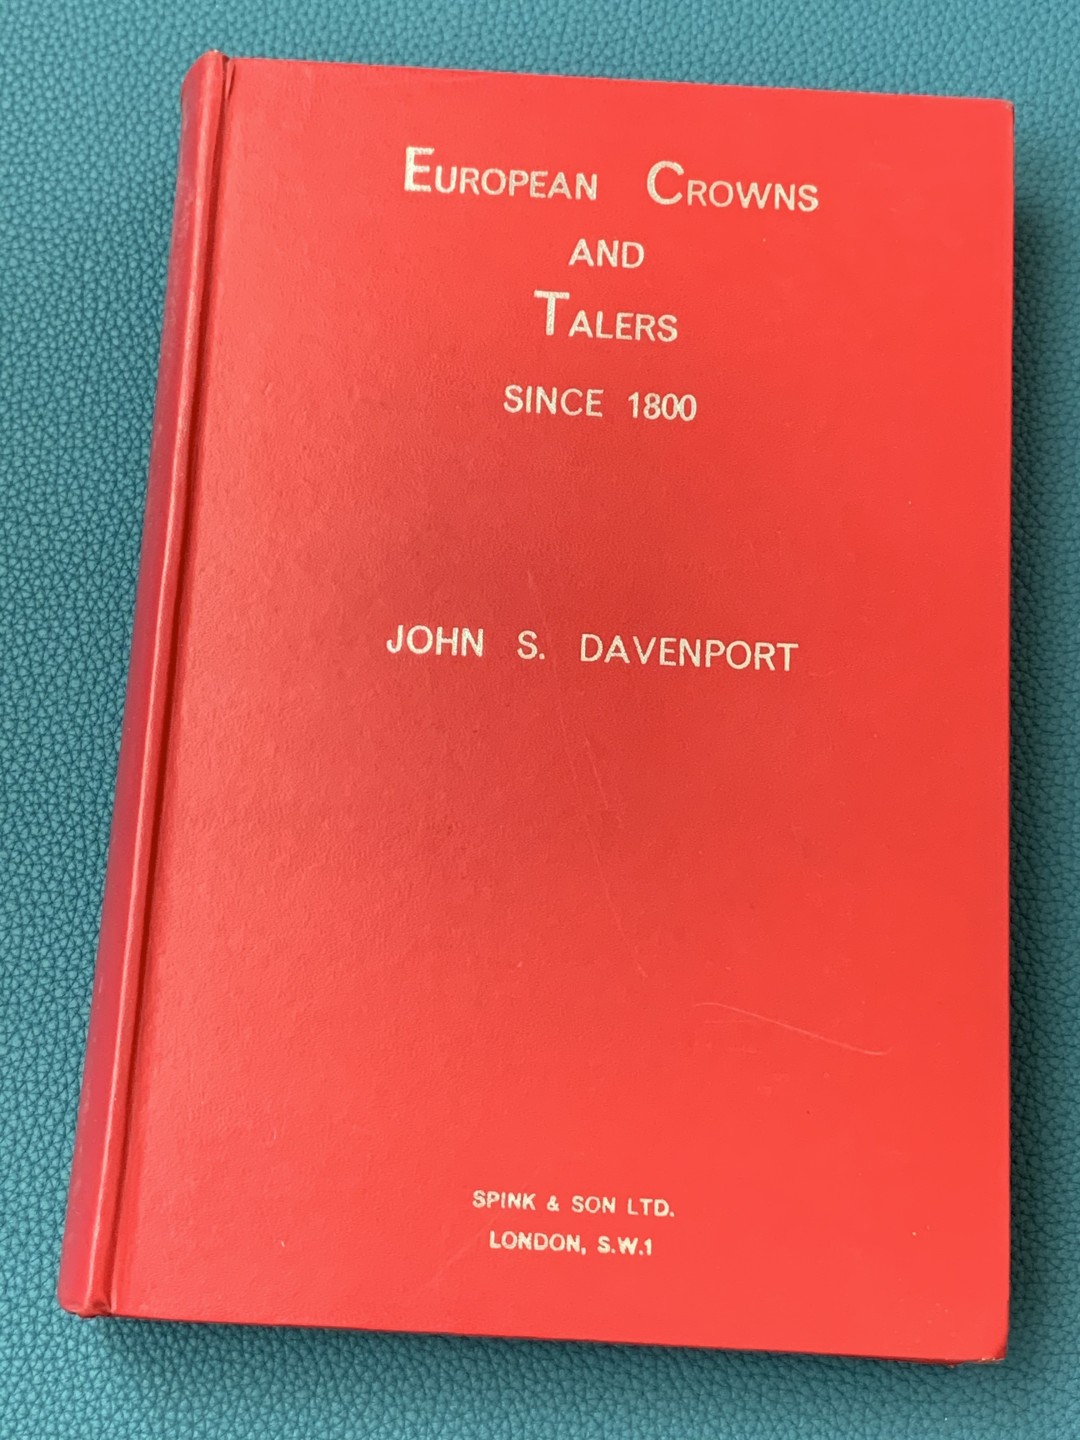 EUROPEAN CROWNS
AND
TALERS
SINCE 1800
JOHN S. DAVENPORT
SPINK & SON LTD.
LONDON, S.W.1